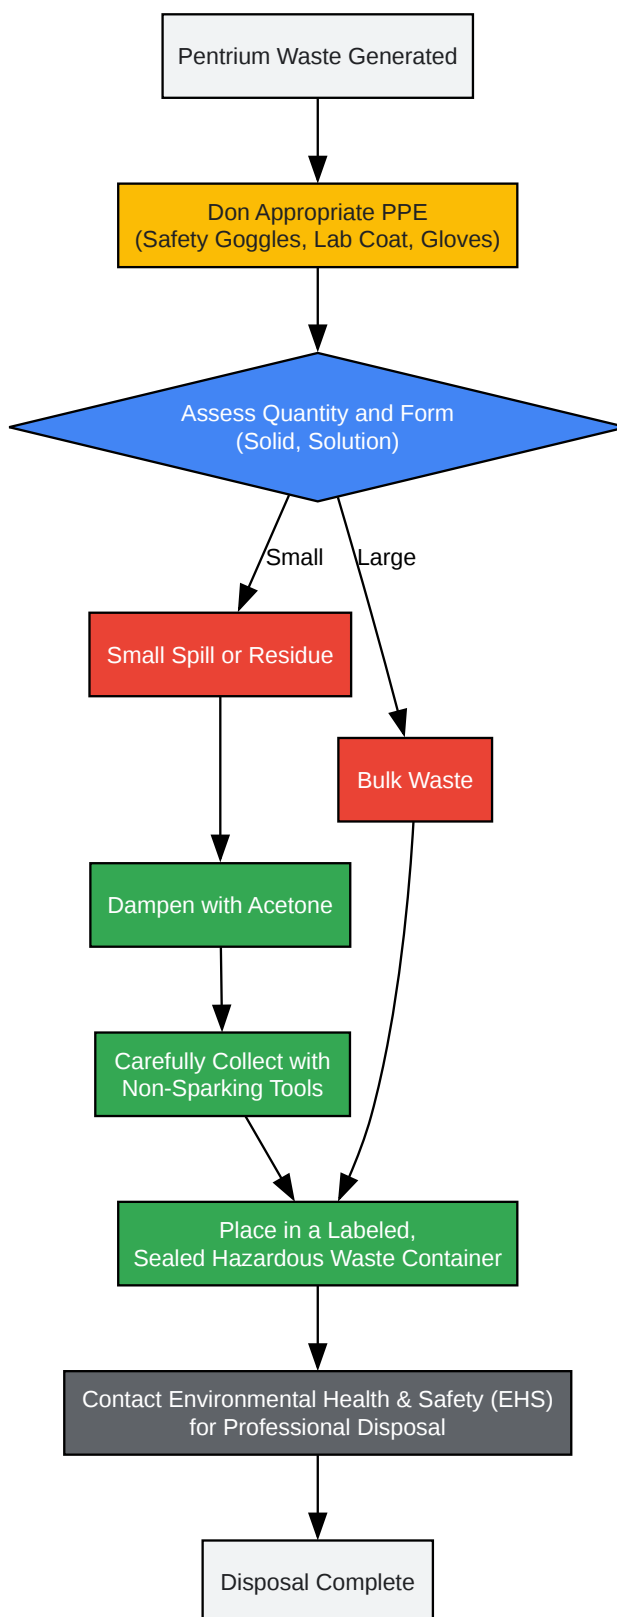 Pentrium Waste Generated
Don Appropriate PPE
(Safety Goggles, Lab Coat, Gloves)
Assess Quantity and Form
(Solid, Solution)
Small
Large
Small Spill or Residue
Bulk Waste
Dampen with Acetone
Carefully Collect with
Non-Sparking Tools
Place in a Labeled,
Sealed Hazardous Waste Container
Contact Environmental Health & Safety (EHS)
for Professional Disposal
Disposal Complete